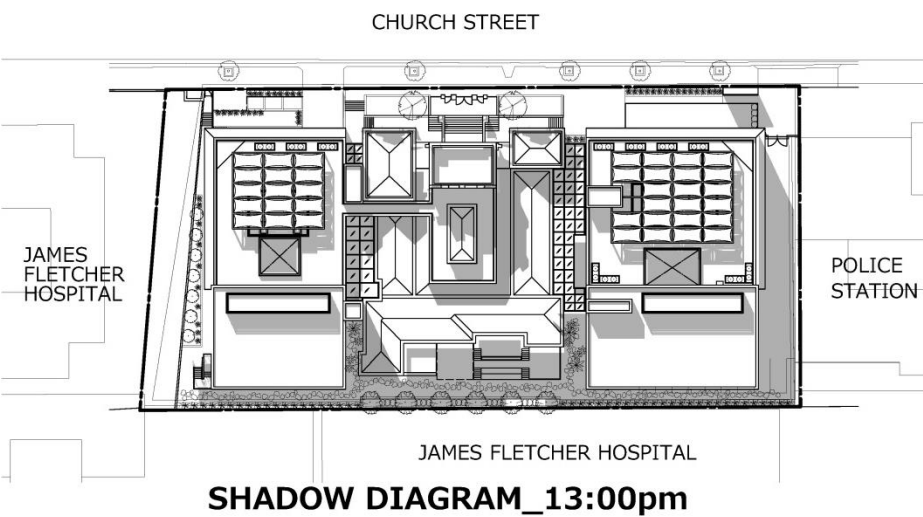 CHURCH STREET
JAMES
FLETCHER
HOSPITAL
POLICE
STATION
JAMES FLETCHER HOSPITAL
SHADOW DIAGRAM_13:00pm